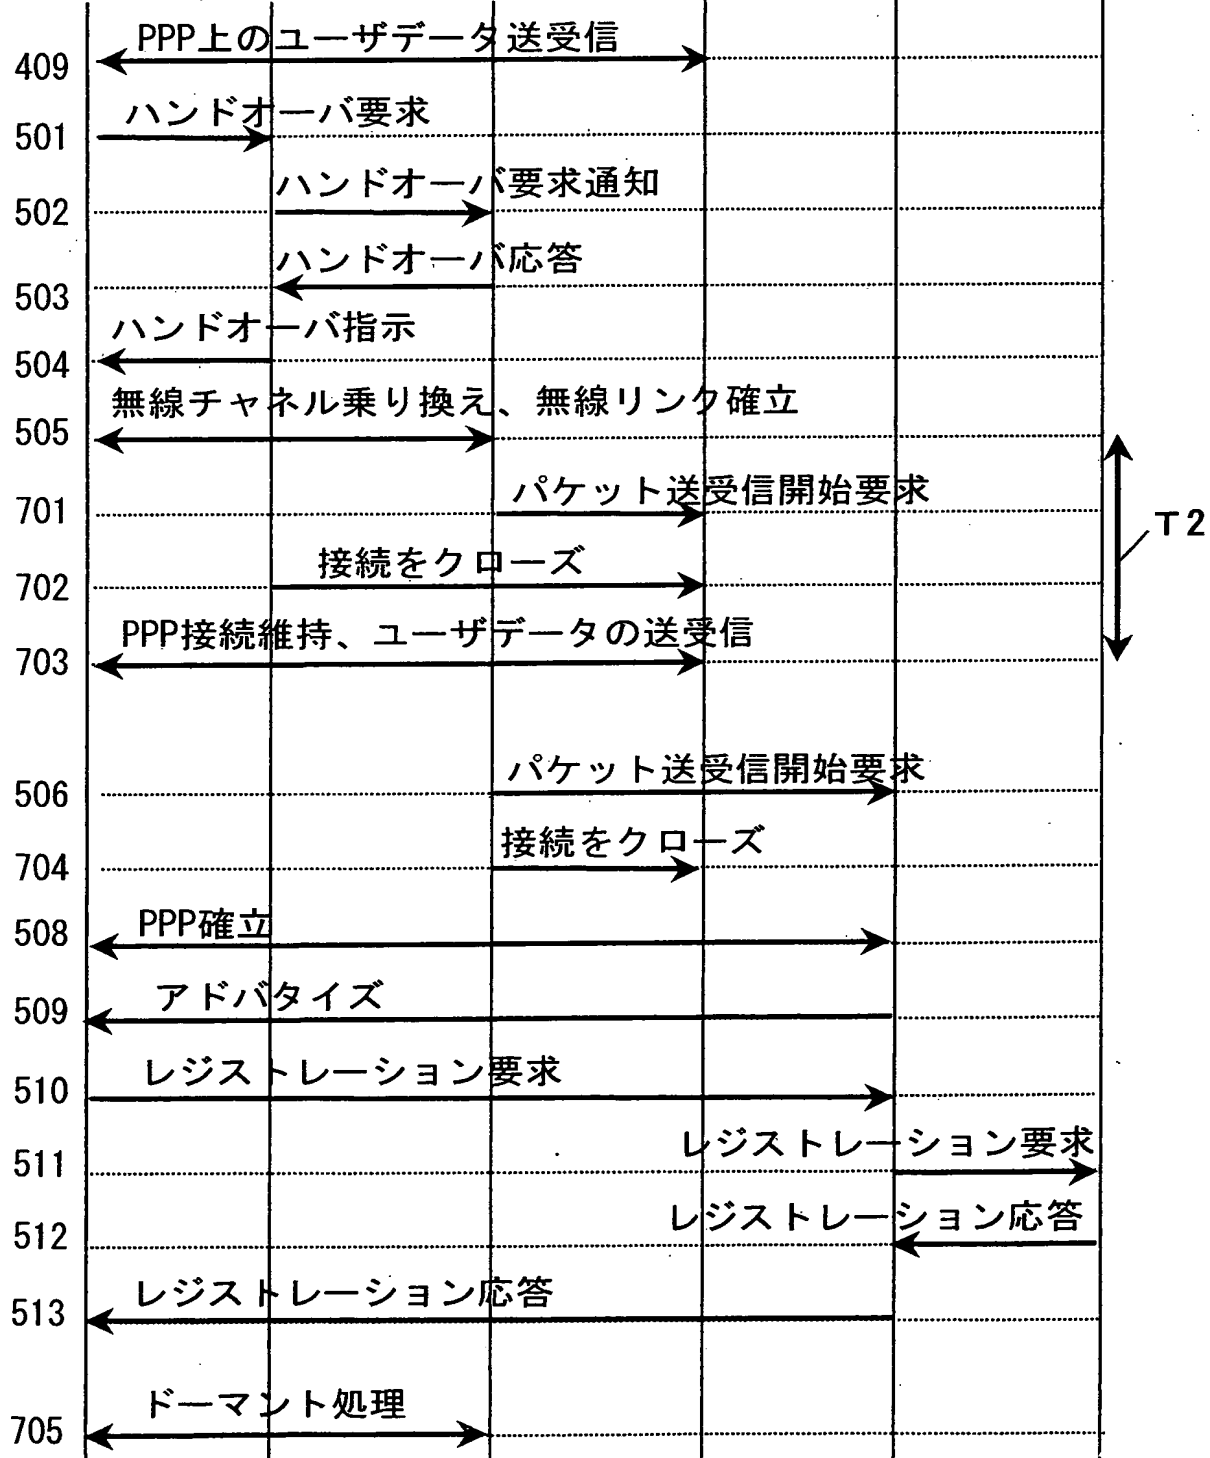 PPP上のユーザデータ送受信
409
ハンドオーバ要求
501
ハンドオーバ要求通知
502
ハンドオーバ応答
503
ハンドオーバ指示
504
無線チャネル乗り換え、無線リンク確立
505
パケット送受信開始要求
701
T2
接続をクローズ
702
PPP接続維持、ユーザデータの送受信
703
パケット送受信開始要求
506
接続をクローズ
704
PPP確立
508
アドバタイズ
509
レジストレーション要求
510
レジストレーション要求
511
レジストレーション応答
512
レジストレーション応答
513
ドーマント処理
705